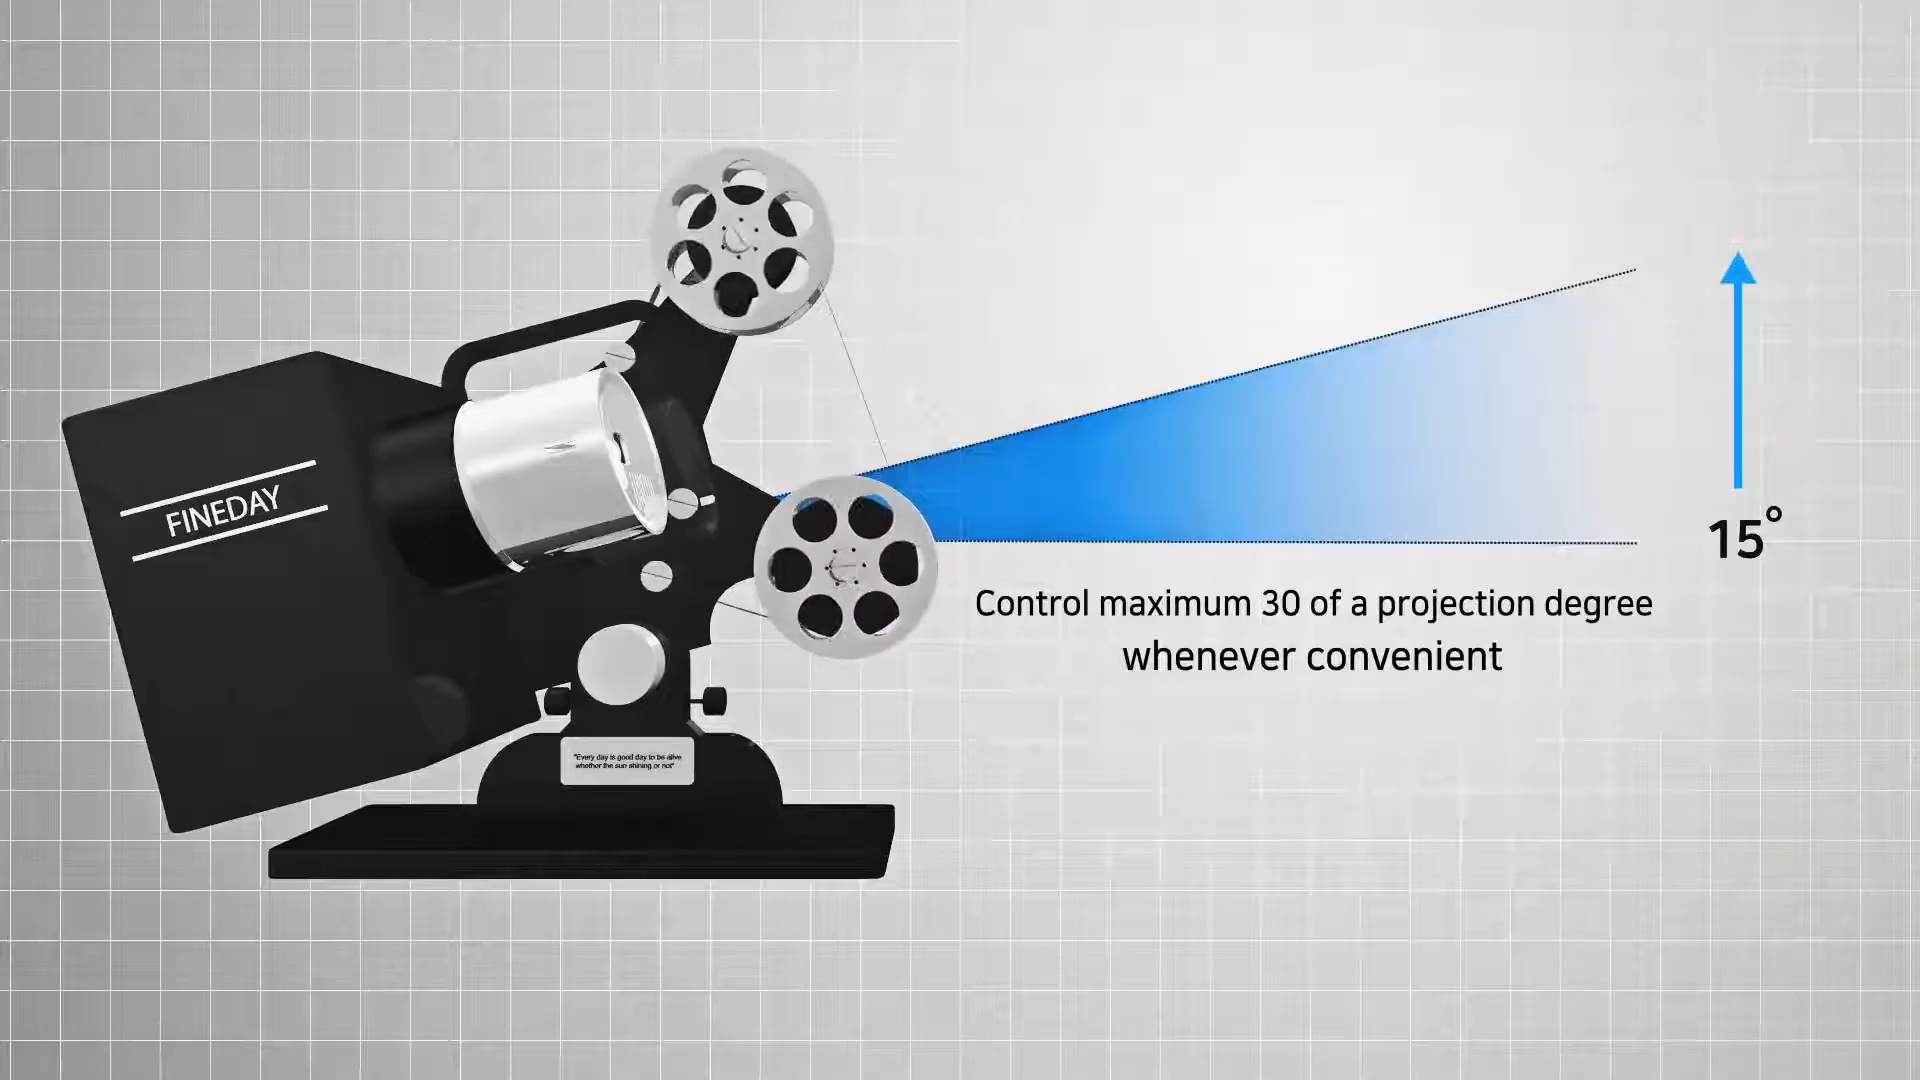 FINEDAY
15°
Control maximum 30 of a projection degree
whenever convenient
"Every day is good day to be alive
whether the sun shining or not"